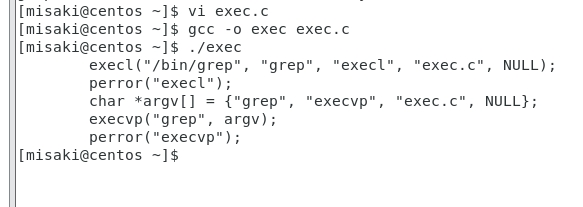 [misaki@centos ~]$ vi exec.c
[misaki@centos ~]$ gcc -o exec exec.c
[misaki@centos ~]$ ./exec
        execl("/bin/grep", "grep", "execl", "exec.c", NULL);
        perror("execl");
        char *argv[] = {"grep", "execvp", "exec.c", NULL};
        execvp("grep", argv);
        perror("execvp");
[misaki@centos ~]$